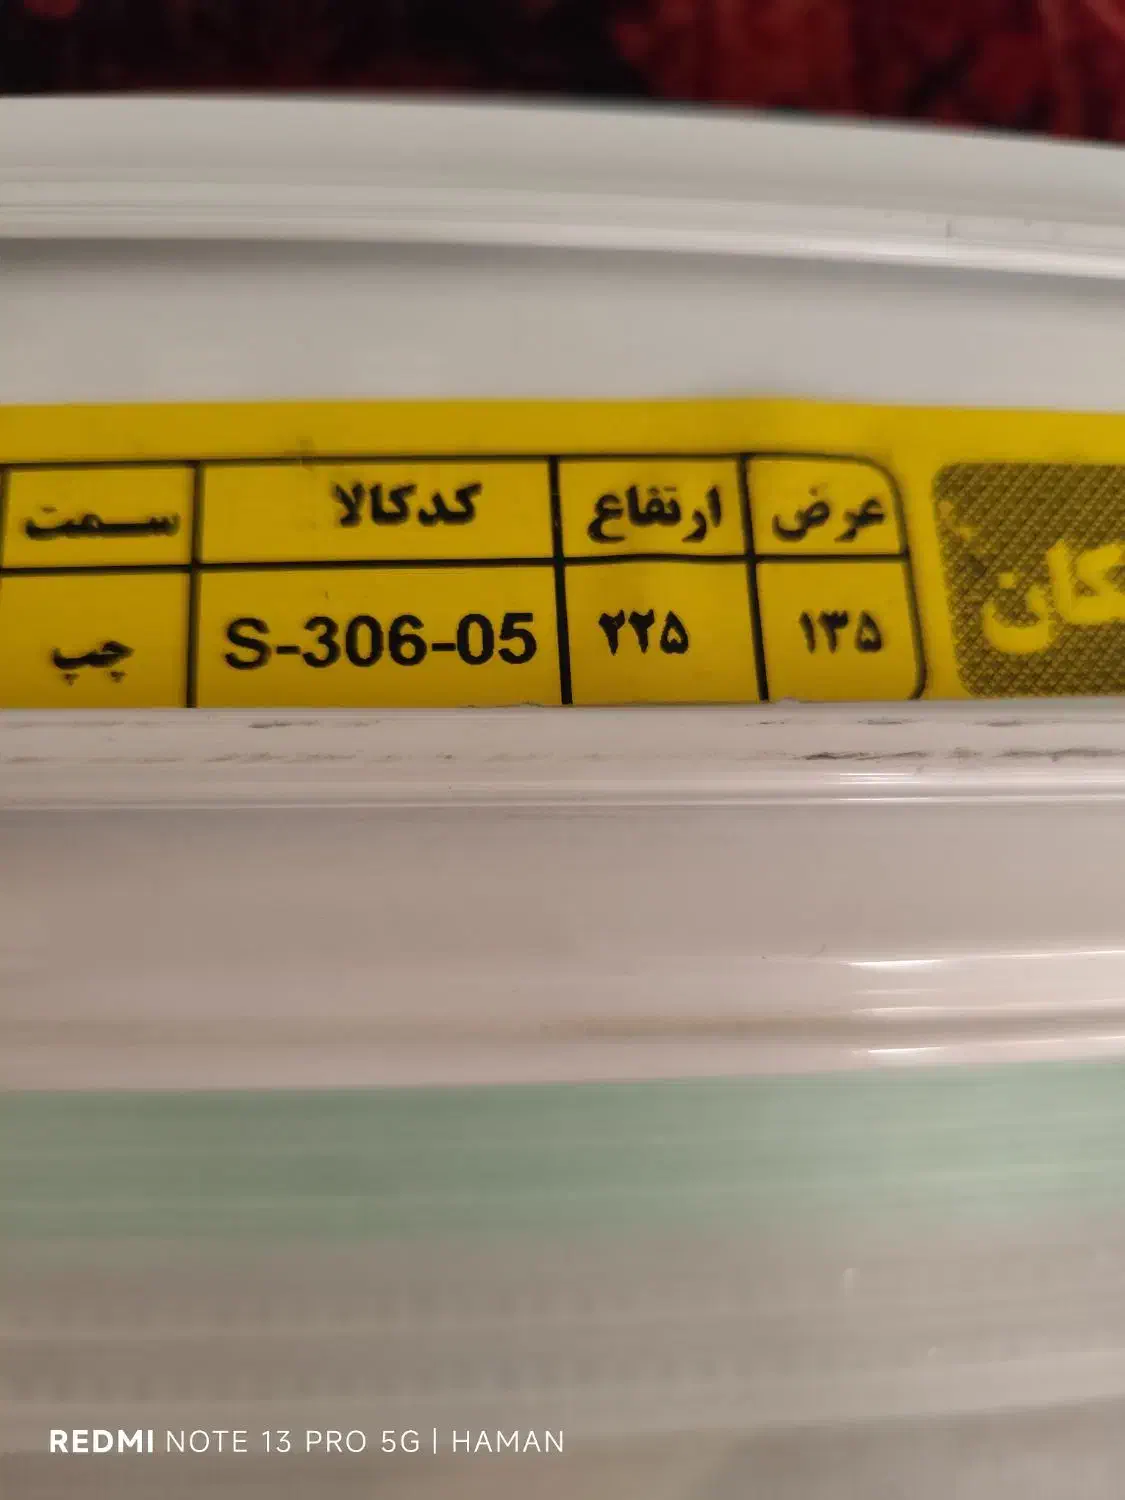 عرض ارتفاع کدکالا سمت
۱۳۵ ۲۲۵ S-306-05 چپ
REDMI NOTE 13 PRO 5G | HAMAN